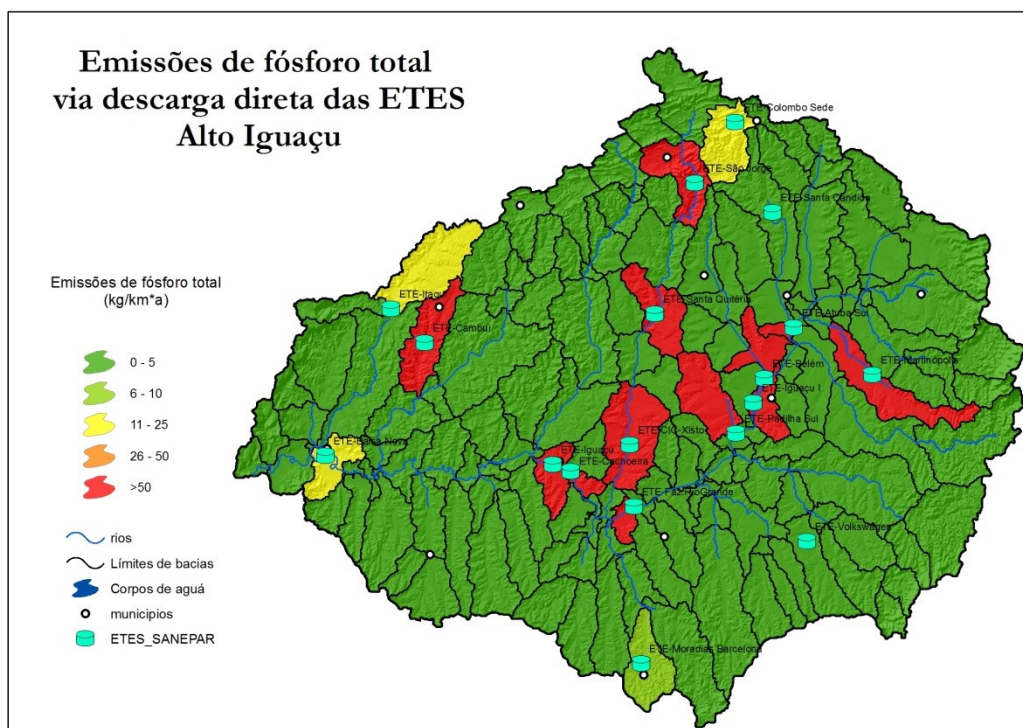 Emissões de fósforo total
via descarga direta das ETES
Alto Iguaçu
ETE-Colombo Sede
ETE-São Jorge
ETE-Santa Cândida
ETE-Itaqui
ETE-Santa Quitéria
ETE-Cambuí
ETE-Atuba Sul
ETE-Martinópolis
ETE-Belém
ETE-Iguaçu I
ETE-Padilha Sul
ETE-CIC-Xisto
ETE-Balsa Nova
ETE-Iguaçu
ETE-Cachoeira
ETE-Faz RioGrande
ETE-Volkswagen
ETE-Moradias Barcelona
Emissões de fósforo total
(kg/km*a)
0 - 5
6 - 10
11 - 25
26 - 50
>50
rios
Límites de bacias
Corpos de aguá
municipios
ETES_SANEPAR